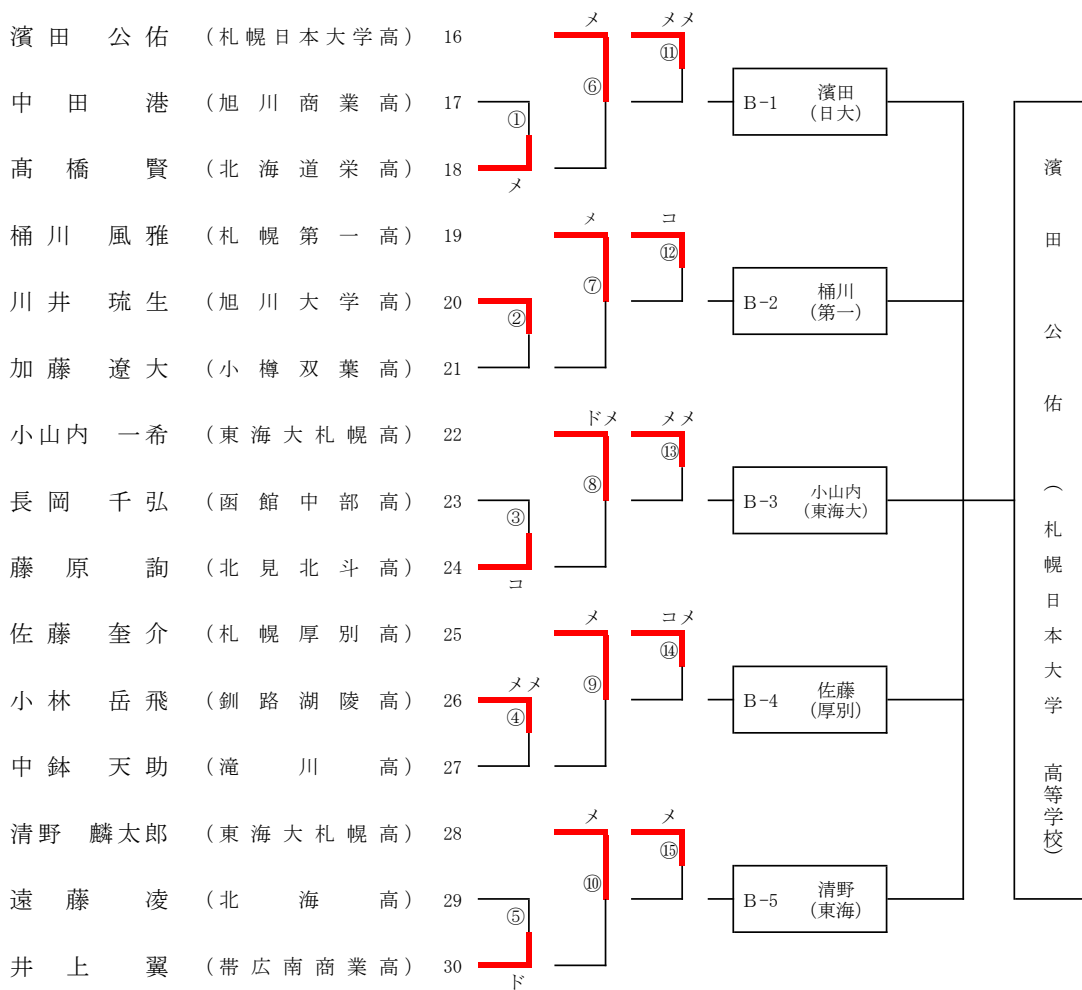 メ メメ
濱田 公佑 (札幌日本大学高) 16
⑥ ⑪
中田 港 (旭川商業高) 17
B-1 濱田
(日大)
①
髙橋 賢 (北海道栄高) 18
メ
メ コ
桶川 風雅 (札幌第一高) 19
⑦ ⑫
川井 琉生 (旭川大学高) 20
B-2 桶川
(第一)
②
加藤 遼大 (小樽双葉高) 21
ドメ メメ
小山内 一希 (東海大札幌高) 22
⑧ ⑬
長岡 千弘 (函館中部高) 23
B-3 小山内
(東海大)
③
藤原 詢 (北見北斗高) 24
コ
メ コメ
佐藤 奎介 (札幌厚別高) 25
⑨ ⑭
メメ
小林 岳飛 (釧路湖陵高) 26
B-4 佐藤
(厚別)
④
中鉢 天助 (滝川高) 27
メ メ
清野 麟太郎 (東海大札幌高) 28
⑩ ⑮
遠藤 凌 (北海高) 29
B-5 清野
(東海)
⑤
井上 翼 (帯広南商業高) 30
ド
濱田公佑(札幌日本大学高等学校)